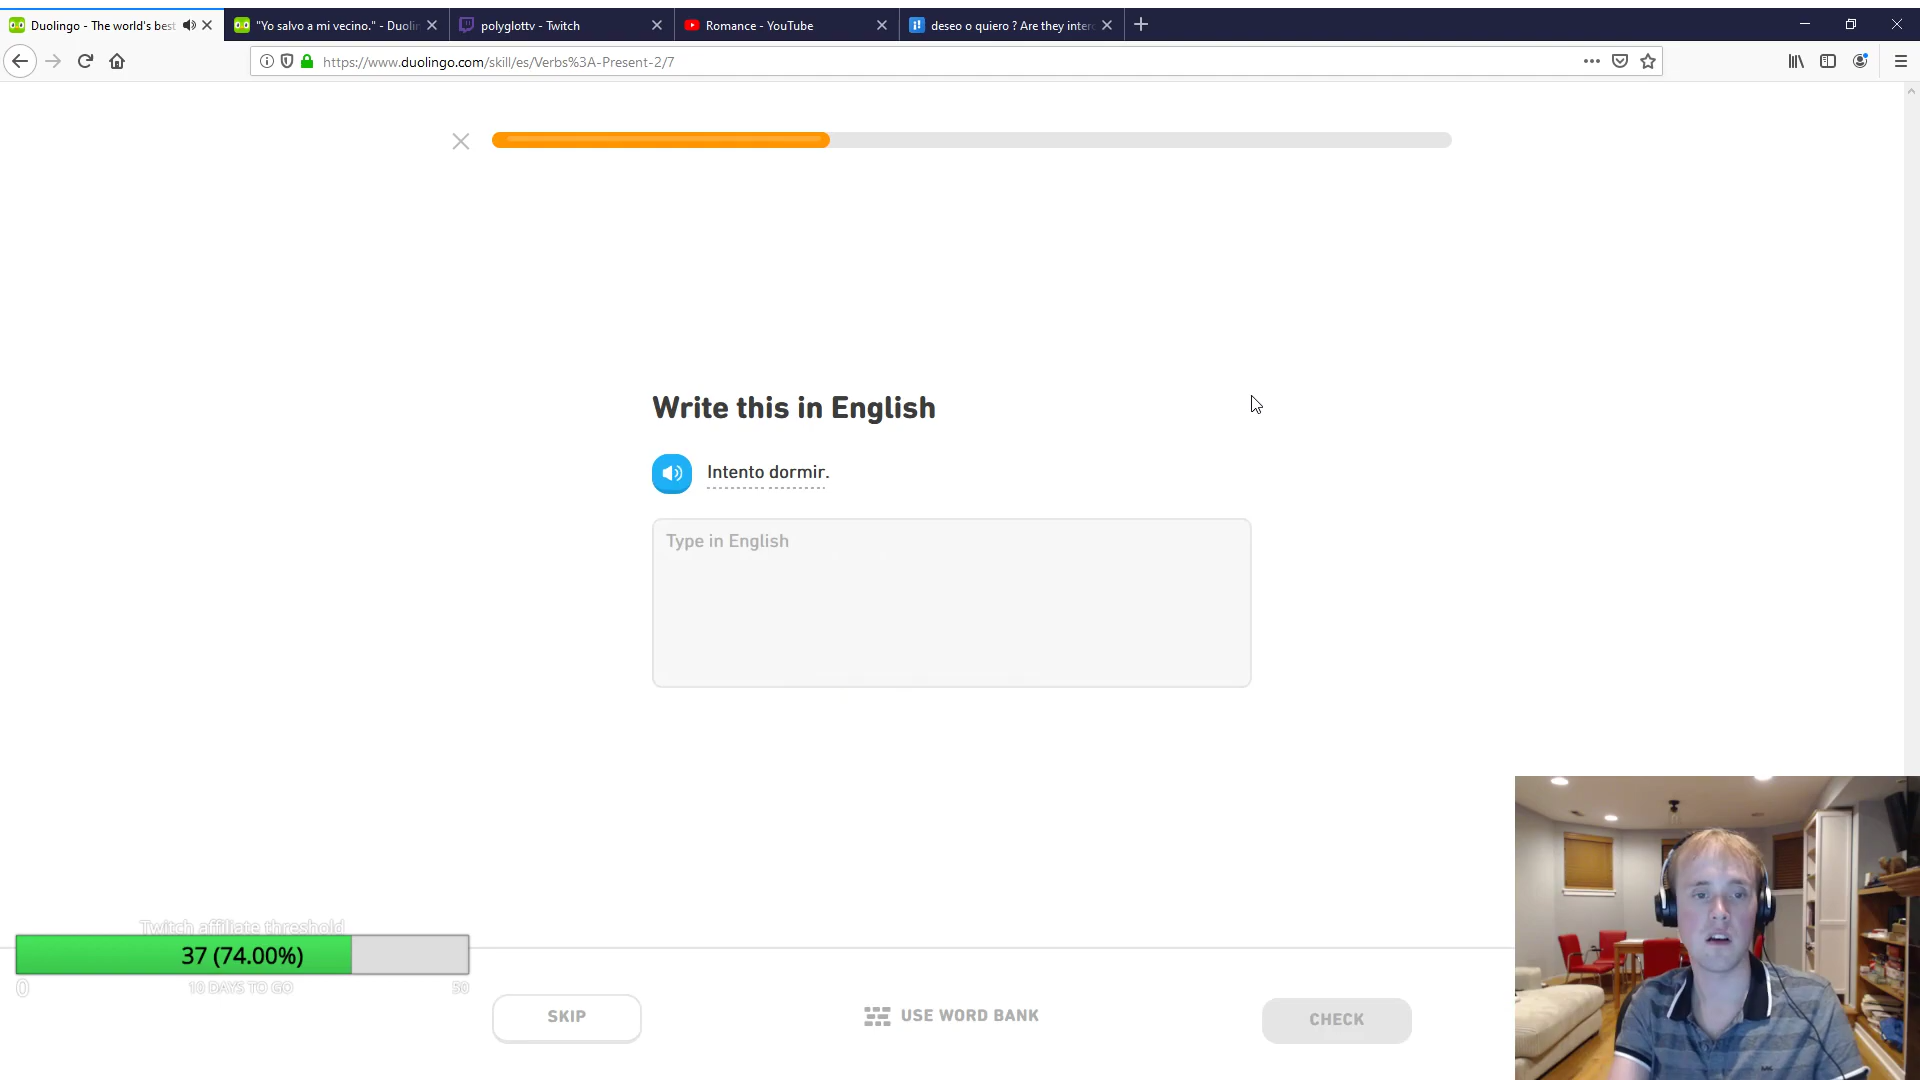 Duolingo - The world's best
"Yo salvo a mi vecino." - Duolin
polyglottv - Twitch
Romance - YouTube
deseo o quiero ? Are they inter
https://www.duolingo.com/skill/es/Verbs%3A-Present-2/7
Write this in English
Intento dormir.
Type in English
Twitch affiliate threshold
37 (74.00%)
0
10 DAYS TO GO
50
SKIP
USE WORD BANK
CHECK